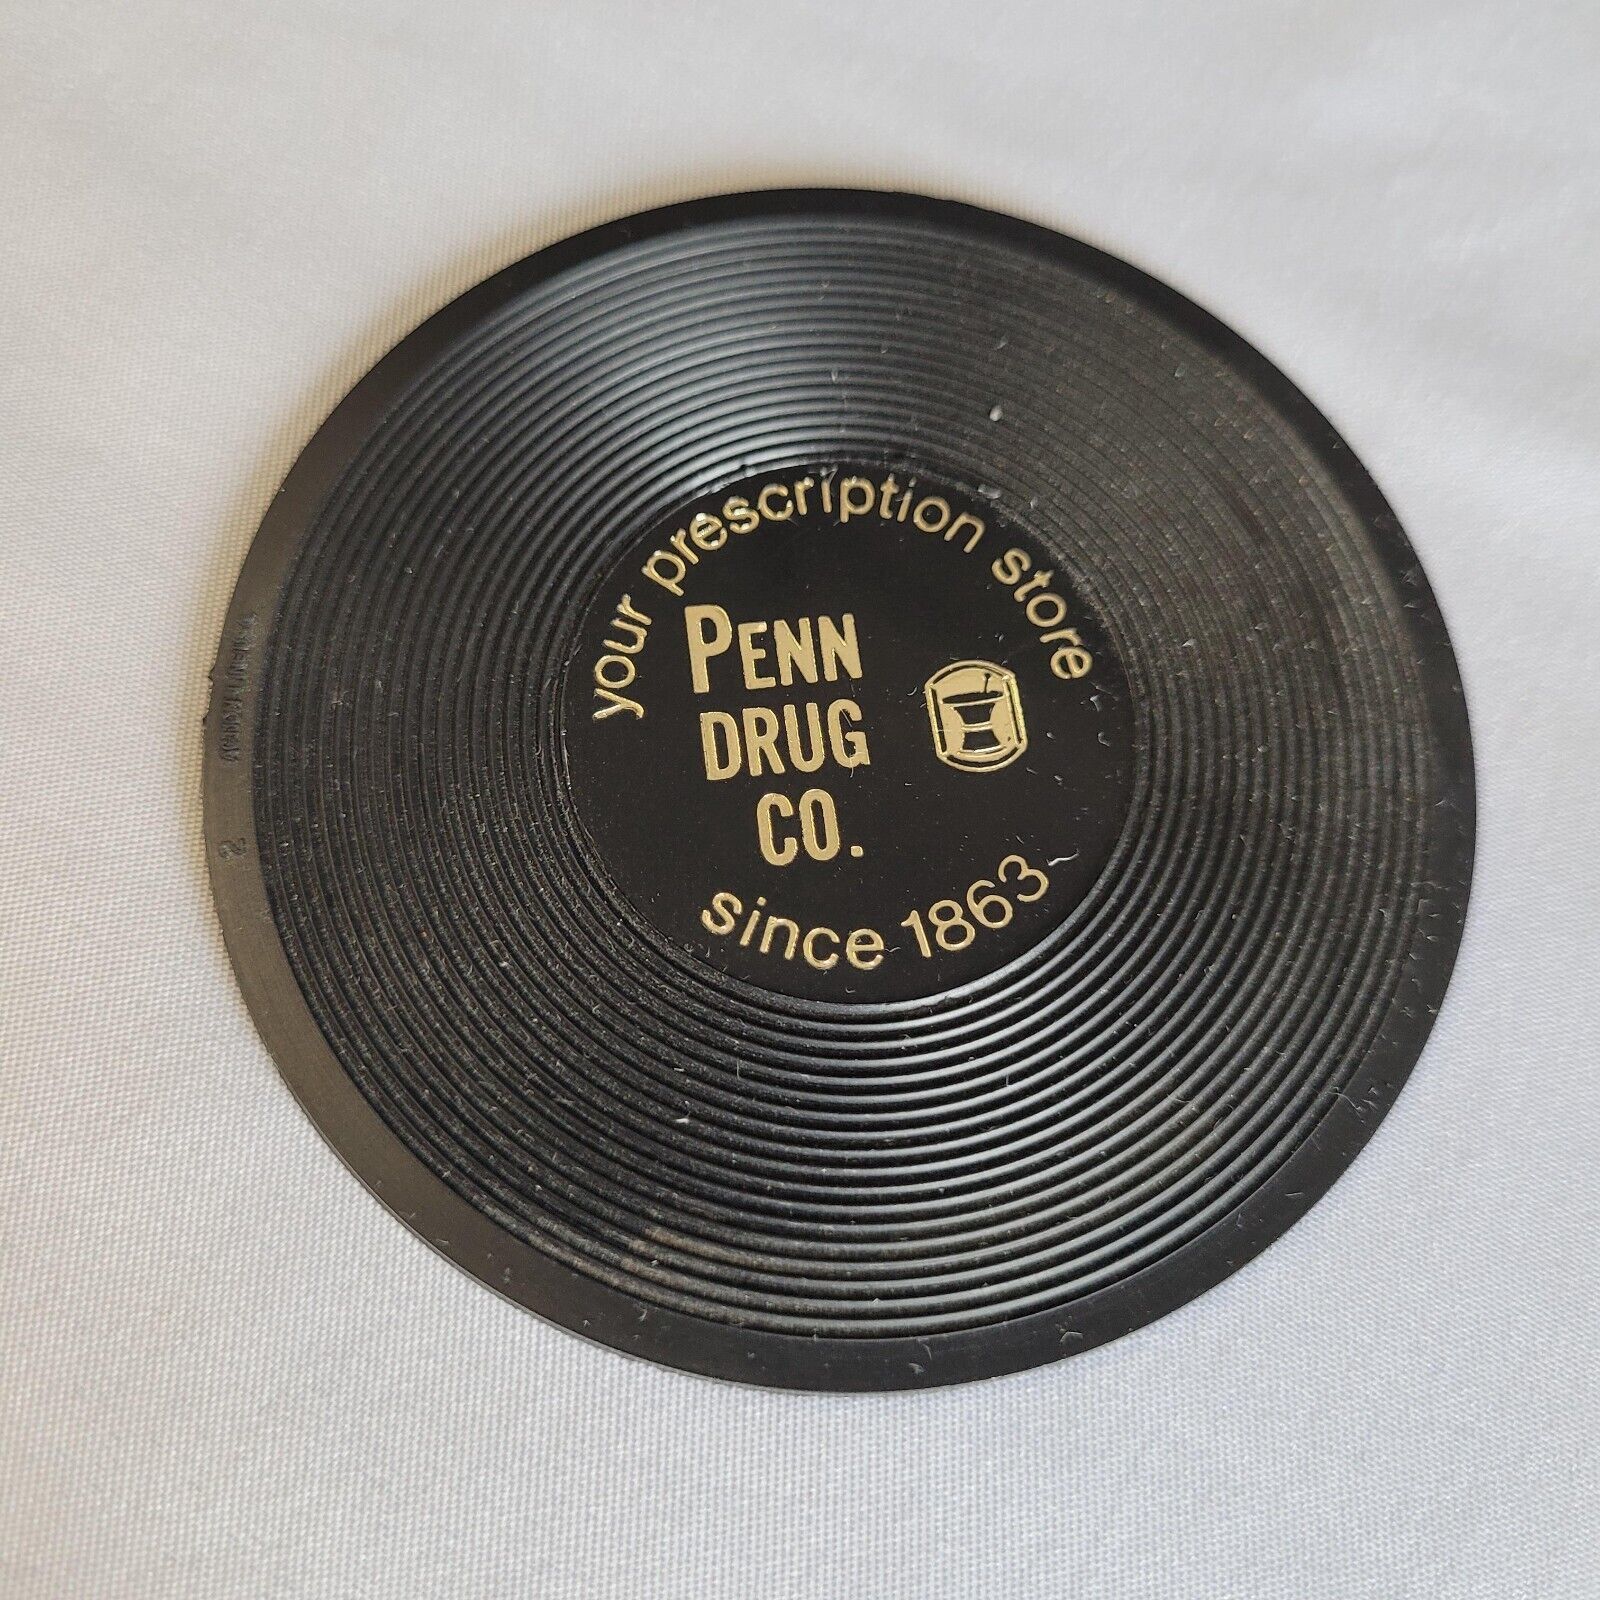 your prescription store
PENN
DRUG
CO.
since 1863